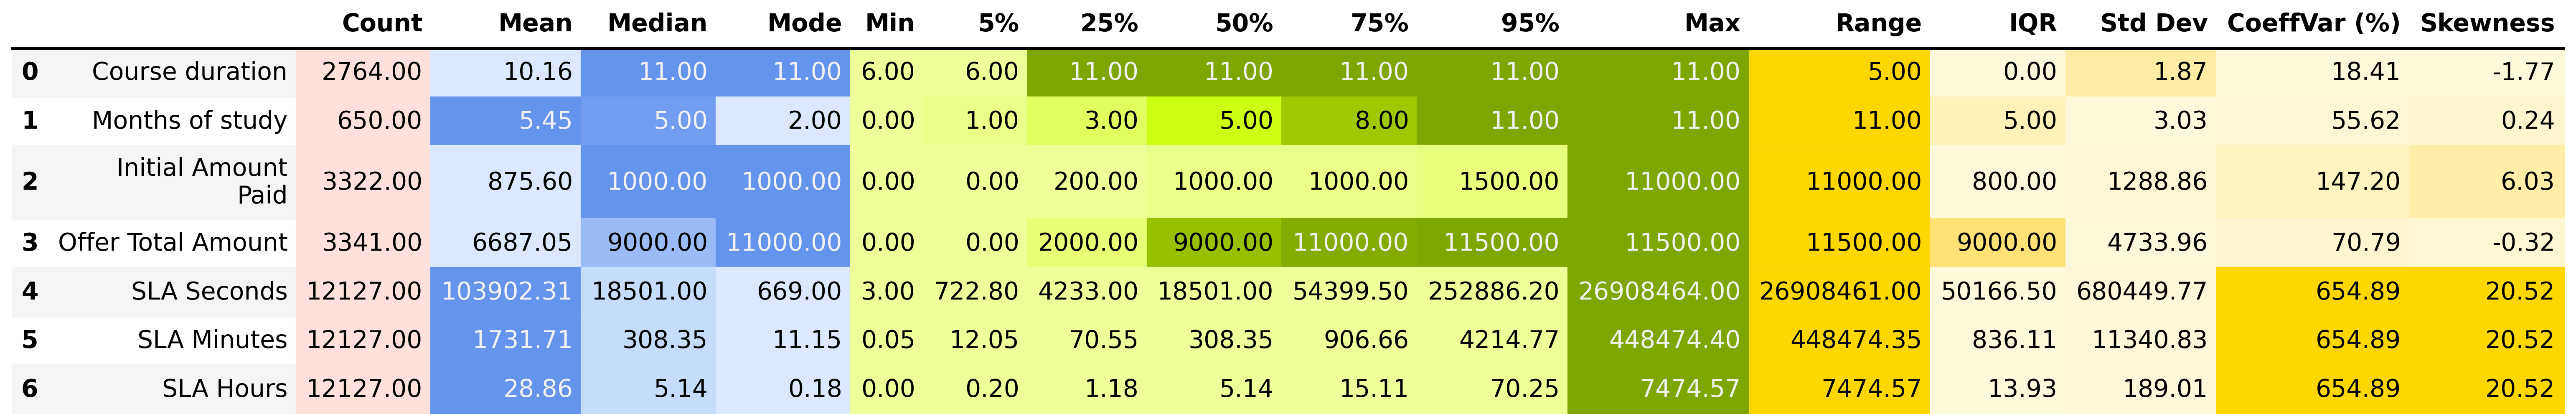 Count Mean Median Mode Min 5% 25% 50% 75% 95% Max Range IQR Std Dev CoeffVar (%) Skewness
0 Course duration 2764.00 10.16 11.00 11.00 6.00 6.00 11.00 11.00 11.00 11.00 11.00 5.00 0.00 1.87 18.41 -1.77
1 Months of study 650.00 5.45 5.00 2.00 0.00 1.00 3.00 5.00 8.00 11.00 11.00 11.00 5.00 3.03 55.62 0.24
2 Initial Amount
Paid 3322.00 875.60 1000.00 1000.00 0.00 0.00 200.00 1000.00 1000.00 1500.00 11000.00 11000.00 800.00 1288.86 147.20 6.03
3 Offer Total Amount 3341.00 6687.05 9000.00 11000.00 0.00 0.00 2000.00 9000.00 11000.00 11500.00 11500.00 11500.00 9000.00 4733.96 70.79 -0.32
4 SLA Seconds 12127.00 103902.31 18501.00 669.00 3.00 722.80 4233.00 18501.00 54399.50 252886.20 26908464.00 26908461.00 50166.50 680449.77 654.89 20.52
5 SLA Minutes 12127.00 1731.71 308.35 11.15 0.05 12.05 70.55 308.35 906.66 4214.77 448474.40 448474.35 836.11 11340.83 654.89 20.52
6 SLA Hours 12127.00 28.86 5.14 0.18 0.00 0.20 1.18 5.14 15.11 70.25 7474.57 7474.57 13.93 189.01 654.89 20.52